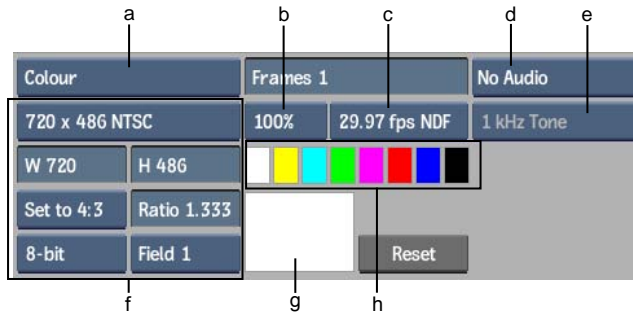 a b c d e
Colour Frames 1 No Audio
720 x 486 NTSC 100% 29.97 fps NDF 1 kHz Tone
W 720 H 486
Set to 4:3 Ratio 1.333
8-bit Field 1 Reset
f g h